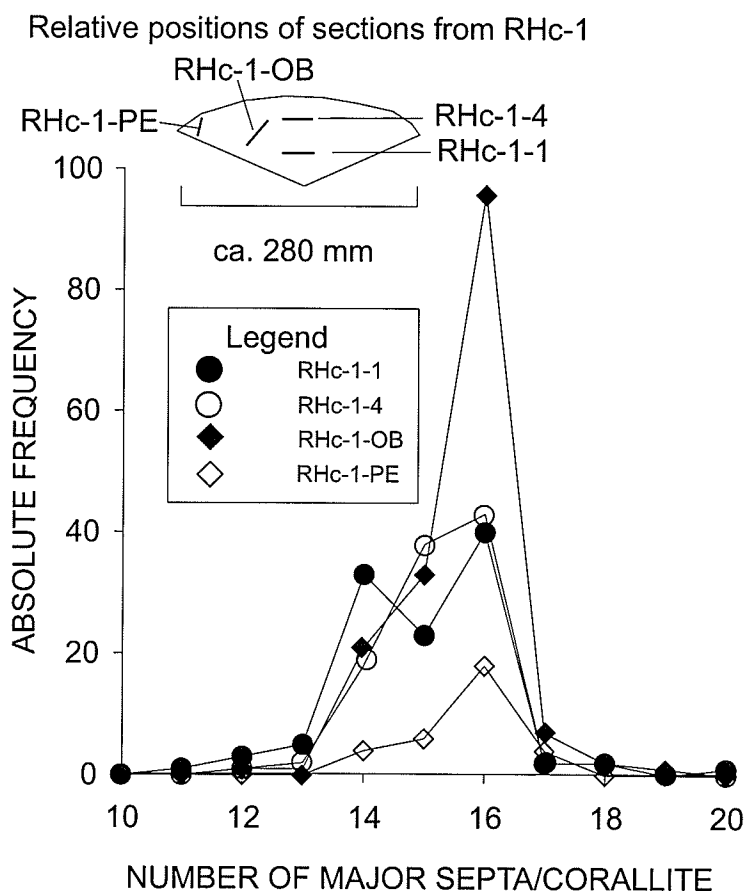 Relative positions of sections from RHc-1
RHc-1-OB
RHc-1-PE
RHc-1-4
RHc-1-1
ca. 280 mm
100
80
60
40
20
0
ABSOLUTE FREQUENCY
Legend
RHc-1-1
RHc-1-4
RHc-1-OB
RHc-1-PE
10 12 14 16 18 20
NUMBER OF MAJOR SEPTA/CORALLITE